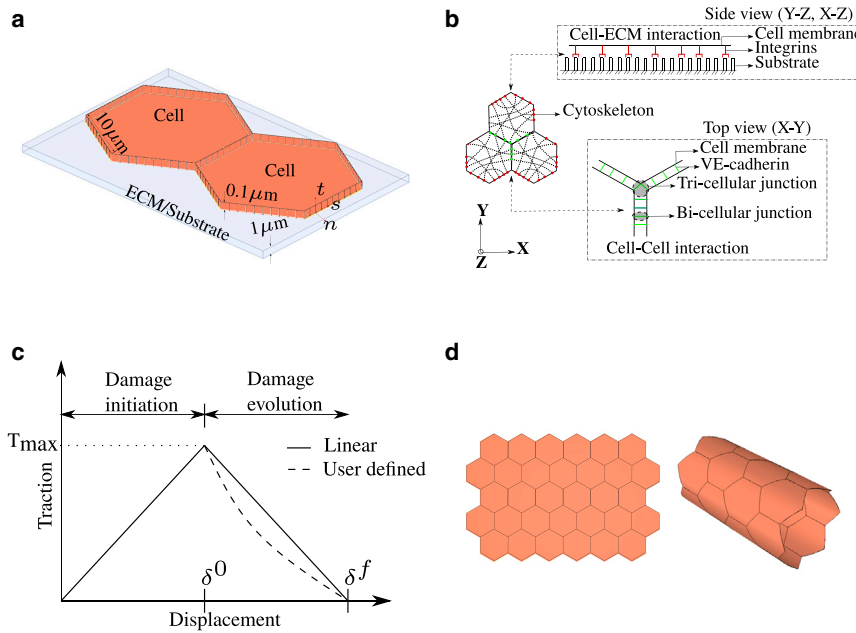 a
Cell
Cell
10μm
0.1μm
1μm
t
s
n
ECM/Substrate
b
Side view (Y-Z, X-Z)
Cell-ECM interaction
Cell membrane
Integrins
Substrate
Cytoskeleton
Top view (X-Y)
Cell membrane
VE-cadherin
Tri-cellular junction
Bi-cellular junction
Cell-Cell interaction
Y
Z
X
c
Damage initiation
Damage evolution
Tmax
Linear
User defined
Traction
δ0
δf
Displacement
d